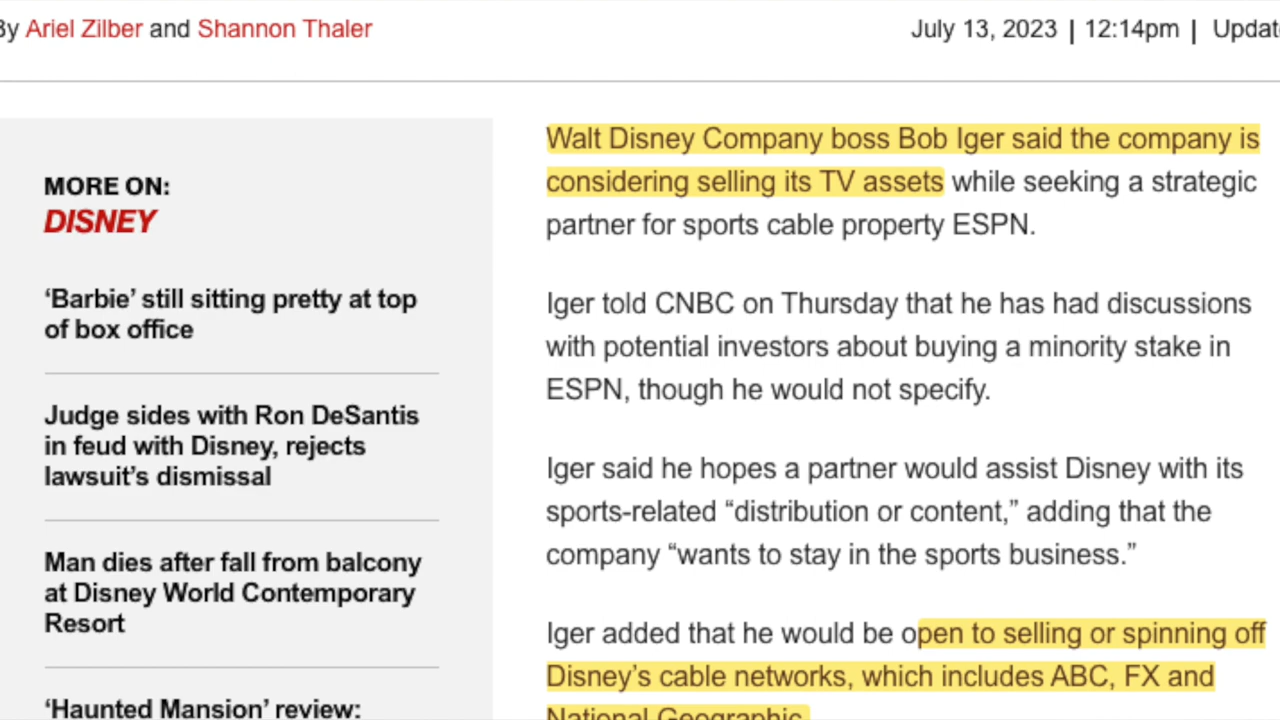 By Ariel Zilber and Shannon Thaler
July 13, 2023 | 12:14pm | Update
MORE ON:
DISNEY
‘Barbie’ still sitting pretty at top
of box office
Judge sides with Ron DeSantis
in feud with Disney, rejects
lawsuit’s dismissal
Man dies after fall from balcony
at Disney World Contemporary
Resort
‘Haunted Mansion’ review:
Walt Disney Company boss Bob Iger said the company is
considering selling its TV assets while seeking a strategic
partner for sports cable property ESPN.
Iger told CNBC on Thursday that he has had discussions
with potential investors about buying a minority stake in
ESPN, though he would not specify.
Iger said he hopes a partner would assist Disney with its
sports-related “distribution or content,” adding that the
company “wants to stay in the sports business.”
Iger added that he would be open to selling or spinning off
Disney’s cable networks, which includes ABC, FX and
National Geographic.